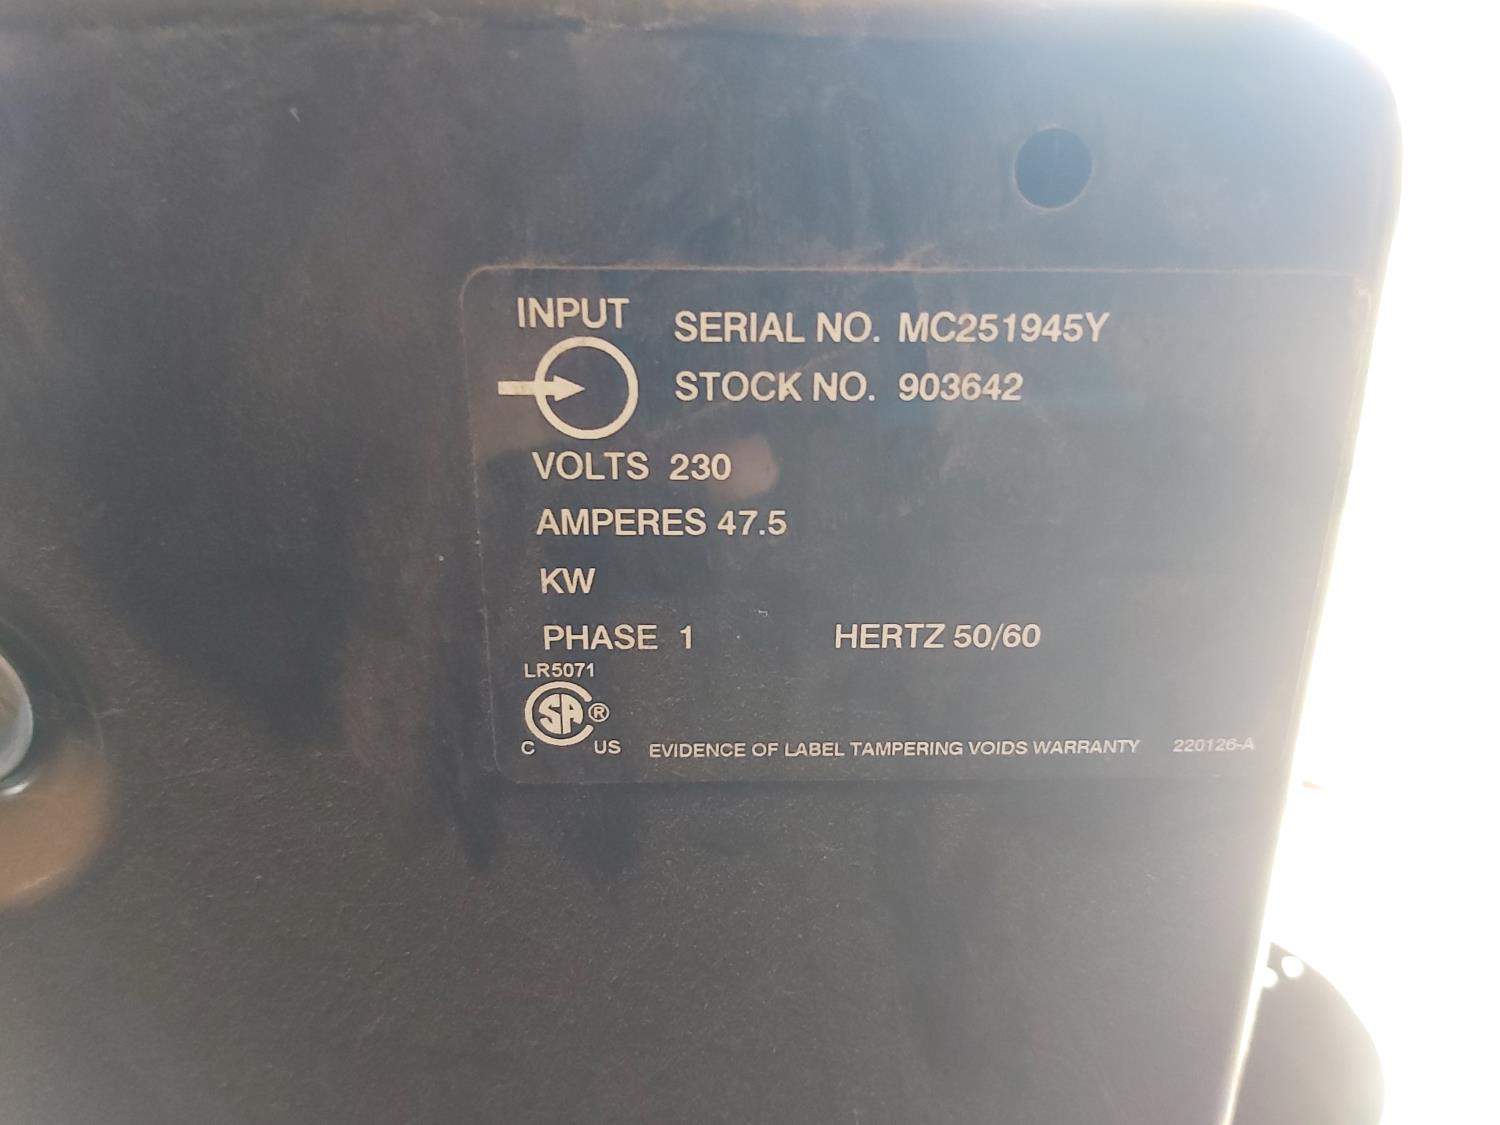 INPUT
SERIAL NO. MC251945Y
STOCK NO. 903642
VOLTS 230
AMPERES 47.5
KW
PHASE 1 HERTZ 50/60
LR5071
SA ®
C US
EVIDENCE OF LABEL TAMPERING VOIDS WARRANTY 220126-A